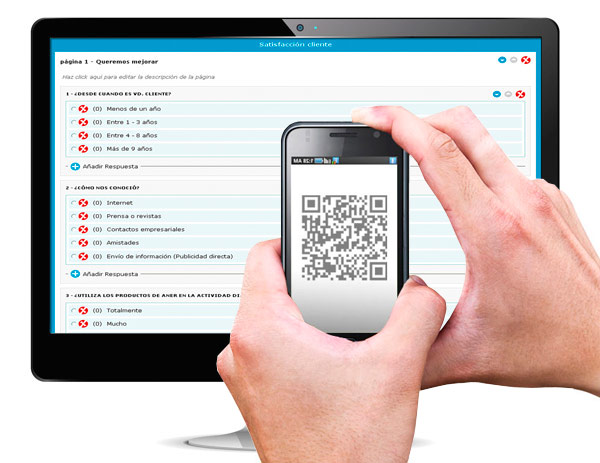 Satisfacción cliente
página 1 - Queremos mejorar
Haz click aqui para editar la descripción de la página
1 - ¿DESDE CUANDO ES VD. CLIENTE?
(0) Menos de un año
(0) Entre 1 - 3 años
(0) Entre 4 - 8 años
(0) Más de 9 años
Añadir Respuesta
2 - ¿CÓMO NOS CONOCIÓ?
(0) Internet
(0) Prensa o revistas
(0) Contactos empresariales
(0) Amistades
(0) Envío de información (Publicidad directa)
Añadir Respuesta
3 - ¿UTILIZA LOS PRODUCTOS DE ANER EN LA ACTIVIDAD
(0) Totalmente
(0) Mucho